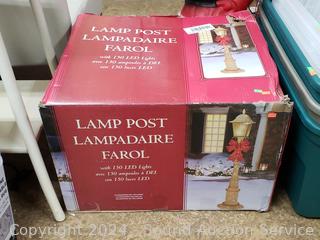 LAMP POST
LAMPADAIRE
FAROL
with 150 LED Lights
avec 150 ampoules à DEL
con 150 luces LED
LAMP POST
LAMPADAIRE
FAROL
with 150 LED Lights
avec 150 ampoules à DEL
con 150 luces LED
Copyright 2024 Sound Auction Service